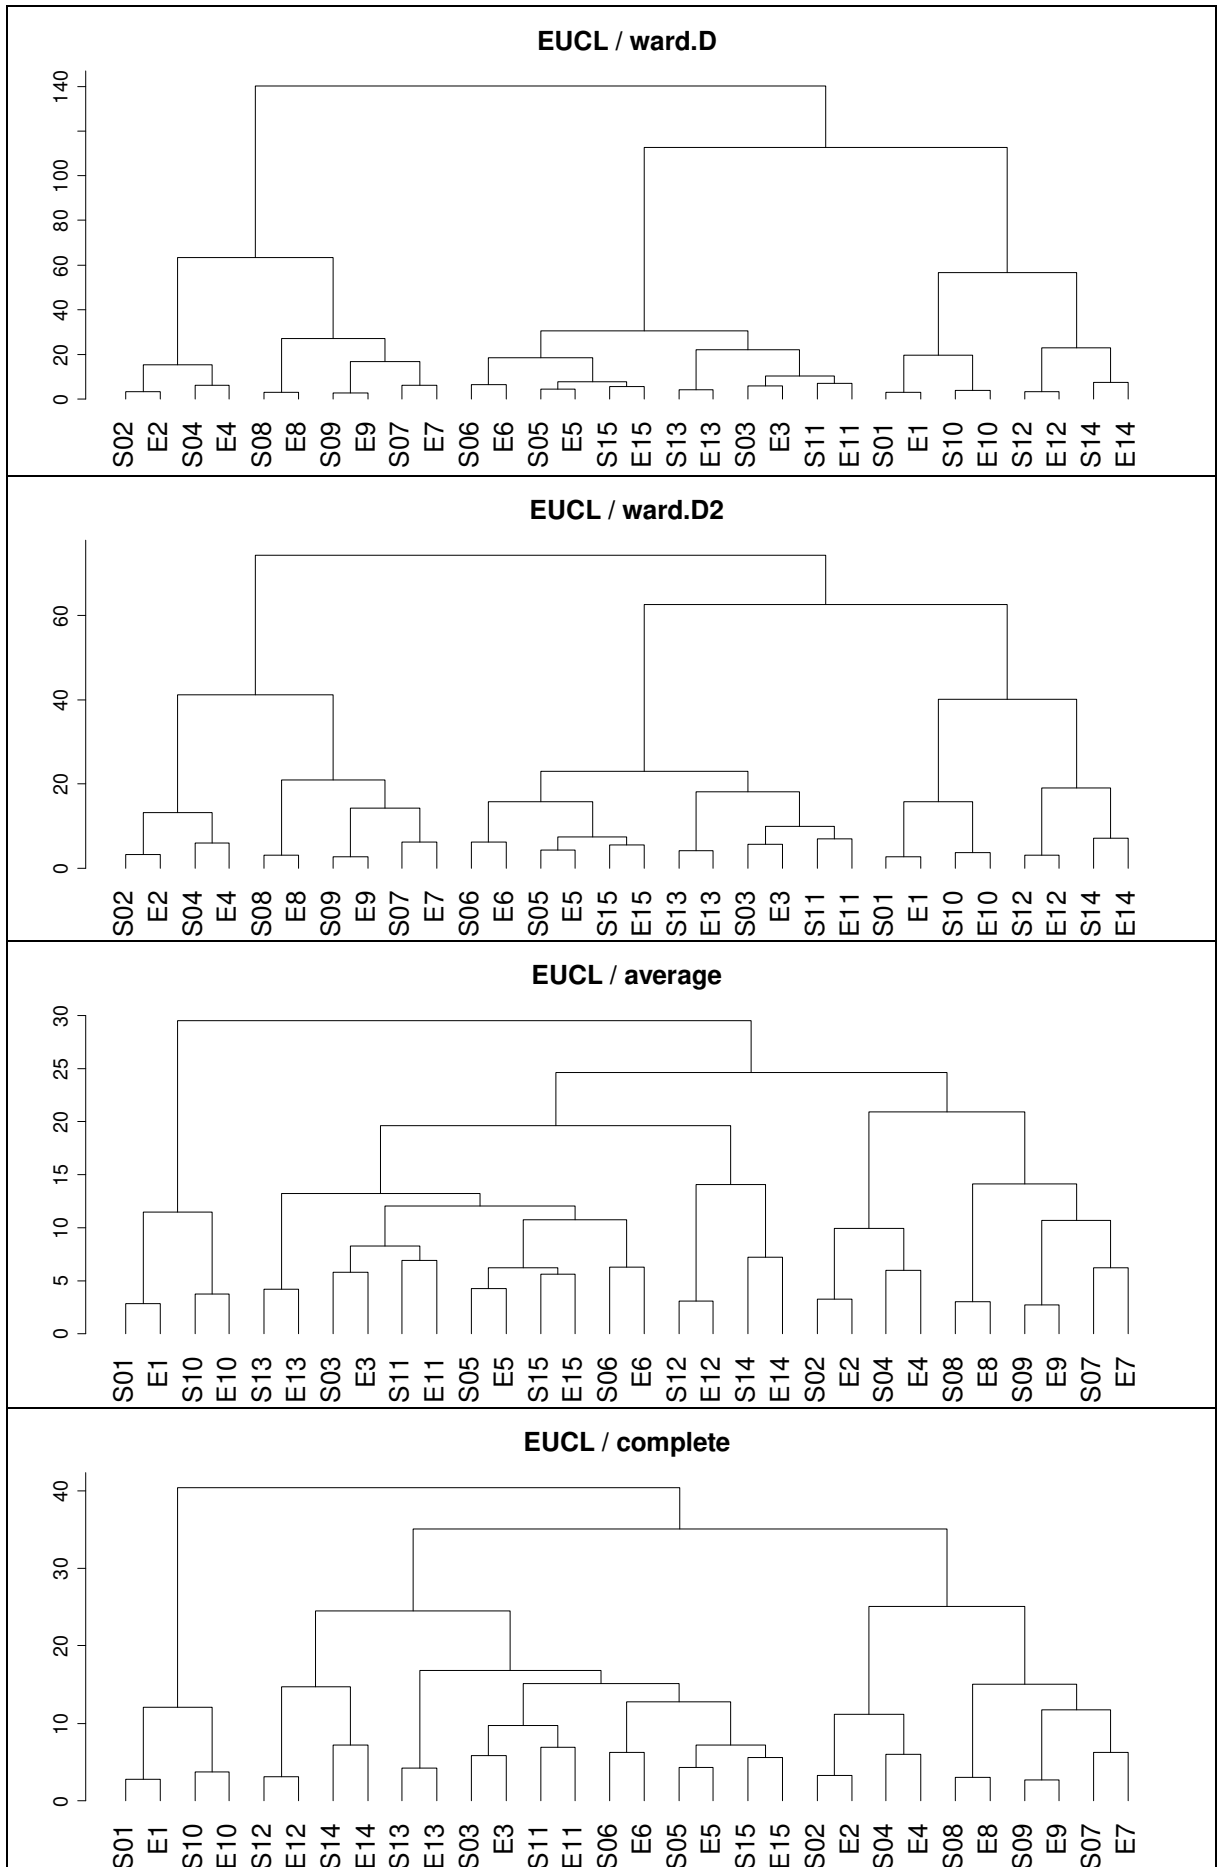 EUCL / ward.D
140
100
80
60
40
20
0
S02 E2 S04 E4 S08 E8 S09 E9 S07 E7 S06 E6 S05 E5 S15 E15 S13 E13 S03 E3 S11 E11 S01 E1 S10 E10 S12 E12 S14 E14
EUCL / ward.D2
60
40
20
0
S02 E2 S04 E4 S08 E8 S09 E9 S07 E7 S06 E6 S05 E5 S15 E15 S13 E13 S03 E3 S11 E11 S01 E1 S10 E10 S12 E12 S14 E14
EUCL / average
30
25
20
15
10
5
0
S01 E1 S10 E10 S13 E13 S03 E3 S11 E11 S05 E5 S15 E15 S06 E6 S12 E12 S14 E14 S02 E2 S04 E4 S08 E8 S09 E9 S07 E7
EUCL / complete
40
30
20
10
0
S01 E1 S10 E10 S12 E12 S14 E14 S13 E13 S03 E3 S11 E11 S06 E6 S05 E5 S15 E15 S02 E2 S04 E4 S08 E8 S09 E9 S07 E7